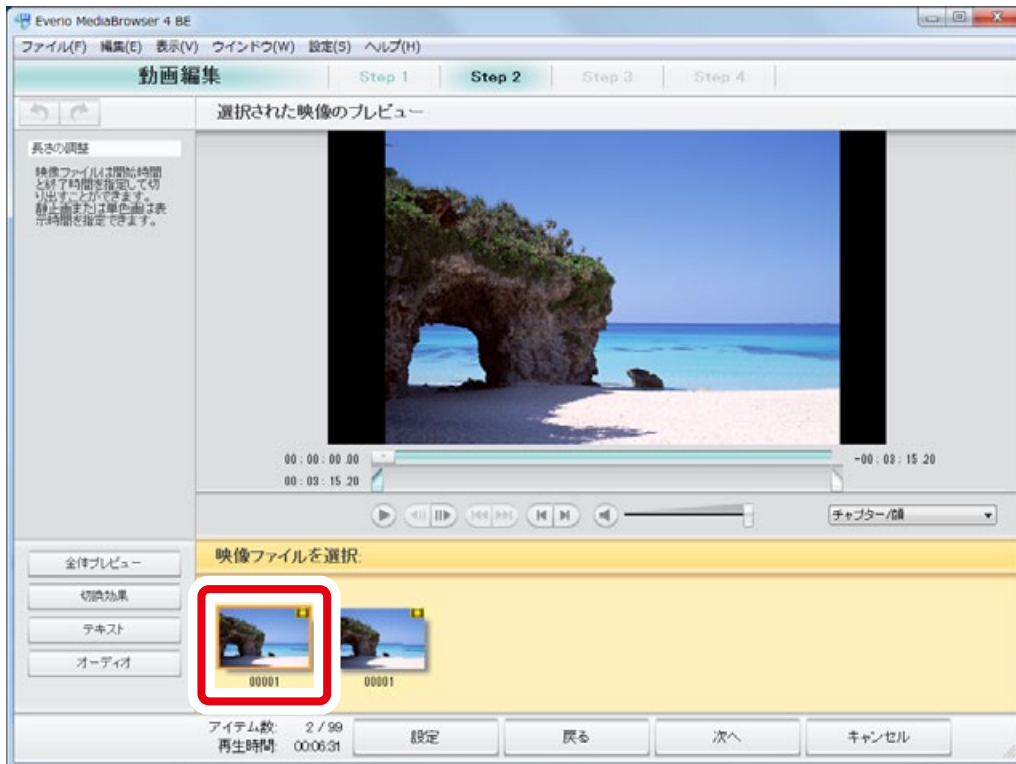 Everio MediaBrowser 4 BE
ファイル(F) 編集(E) 表示(V) ウインドウ(W) 設定(S) ヘルプ(H)
動画編集 Step 1 Step 2 Step 3 Step 4
選択された映像のプレビュー
長さの調整
映像ファイルは開始時間
と終了時間を指定して切
り出すことができます。
静止画または単色画は表
示時間を指定できます。
00 : 00 : 00 .00
-00 : 03 : 15 .20
00 : 03 : 15 .20
チャプター/顔
全体プレビュー
切換効果
テキスト
オーディオ
映像ファイルを選択:
00001
00001
アイテム数: 2 / 99
再生時間: 00:06:31
設定
戻る
次へ
キャンセル